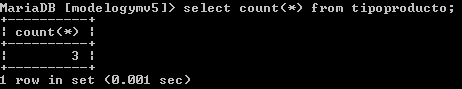 MariaDB [modelogymv5]> select count(*) from tipoproducto;
+----------+
¦ count(*) ¦
+----------+
¦        3 ¦
+----------+
1 row in set (0.001 sec)